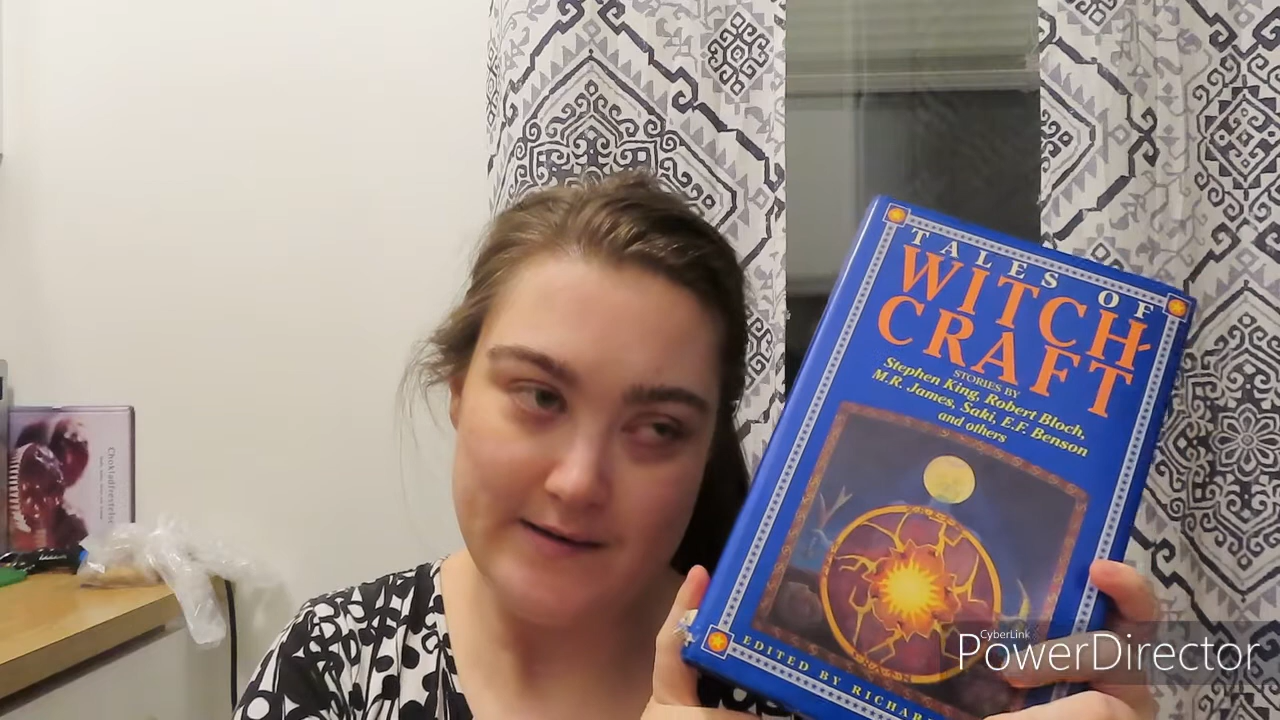 TALES OF
WITCH-
CRAFT
STORIES BY
Stephen King, Robert Bloch,
M.R. James, Saki, E.F. Benson
and others
EDITED BY RICHAR
CyberLink
PowerDirector